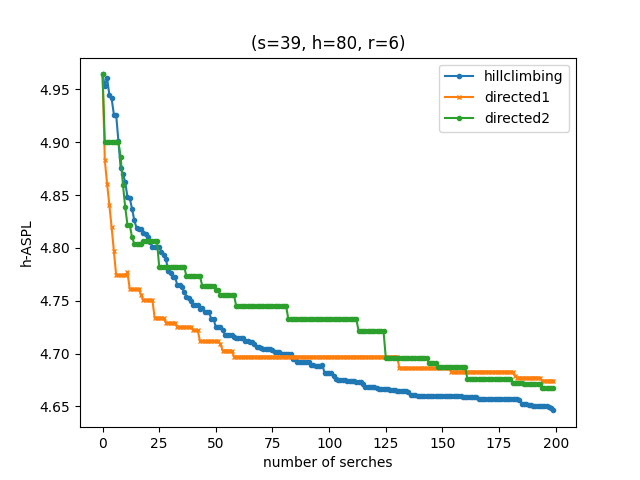 (s=39, h=80, r=6)
hillclimbing
directed1
directed2
h-ASPL
4.95
4.90
4.85
4.80
4.75
4.70
4.65
0 25 50 75 100 125 150 175 200
number of serches